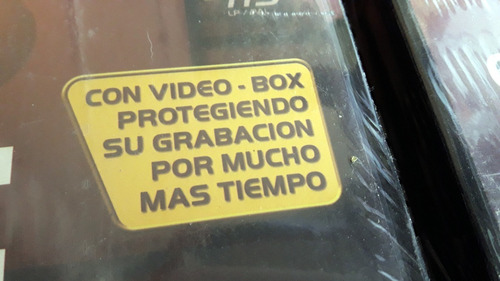 CON VIDEO - BOX
PROTEGIENDO
SU GRABACION
POR MUCHO
MAS TIEMPO